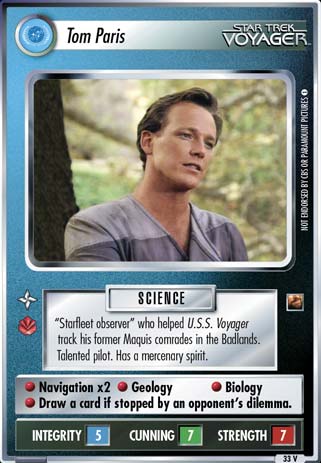 Tom Paris
STAR TREK
VOYAGER
NOT ENDORSED BY CBS OR PARAMOUNT PICTURES
SCIENCE
"Starfleet observer" who helped U.S.S. Voyager
track his former Maquis comrades in the Badlands.
Talented pilot. Has a mercenary spirit.
Navigation x2 Geology Biology
Draw a card if stopped by an opponent's dilemma.
INTEGRITY 5 CUNNING 7 STRENGTH 7
33 V